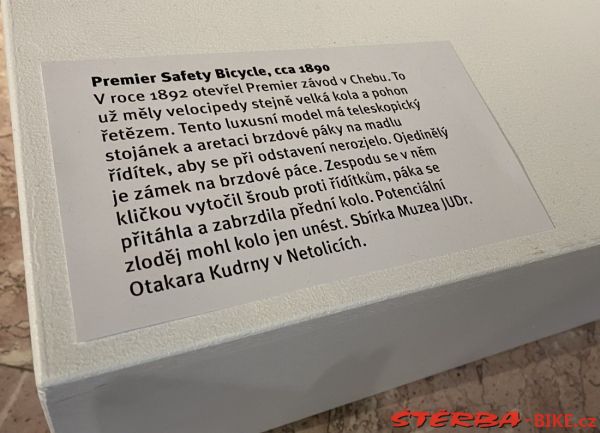 Premier Safety Bicycle, cca 1890
V roce 1892 otevřel Premier závod v Chebu. To
už měly velocipedy stejně velká kola a pohon
řetězem. Tento luxusní model má teleskopický
stojánek a aretaci brzdové páky na madlu
řídítek, aby se při odstavení nerozjelo. Ojedinělý
je zámek na brzdové páce. Zespodu se v něm
kličkou vytočil šroub proti řídítkům, páka se
přitáhla a zabrzdila přední kolo. Potenciální
zloděj mohl kolo jen unést. Sbírka Muzea JUDr.
Otakara Kudrny v Netolicích.
ŠTĚRBA-BIKE.cz